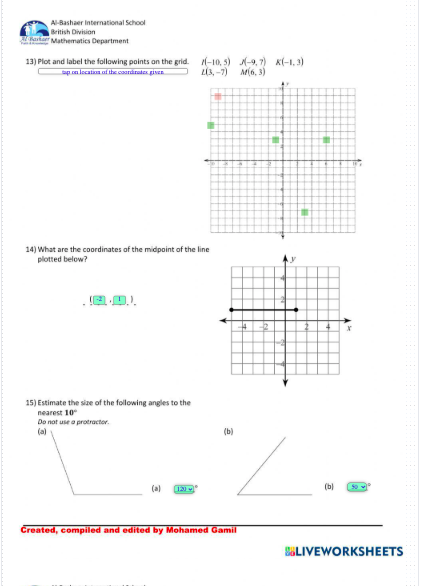 Al-Bashaer International School
British Division
Mathematics Department
13) Plot and label the following points on the grid. I(−10, 5) J(−9, 7) K(−1, 3)
tap on location of the coordinates given L(3, −7) M(6, 3)
y
x
14) What are the coordinates of the midpoint of the line
plotted below?
y
4
2
( -2 , 1 )
-4 -2 2 4 x
-2
-4
15) Estimate the size of the following angles to the
nearest 10°
Do not use a protractor.
(a) (b)
(a) 120 ° (b) 50 °
Created, compiled and edited by Mohamed Gamil
LIVEWORKSHEETS